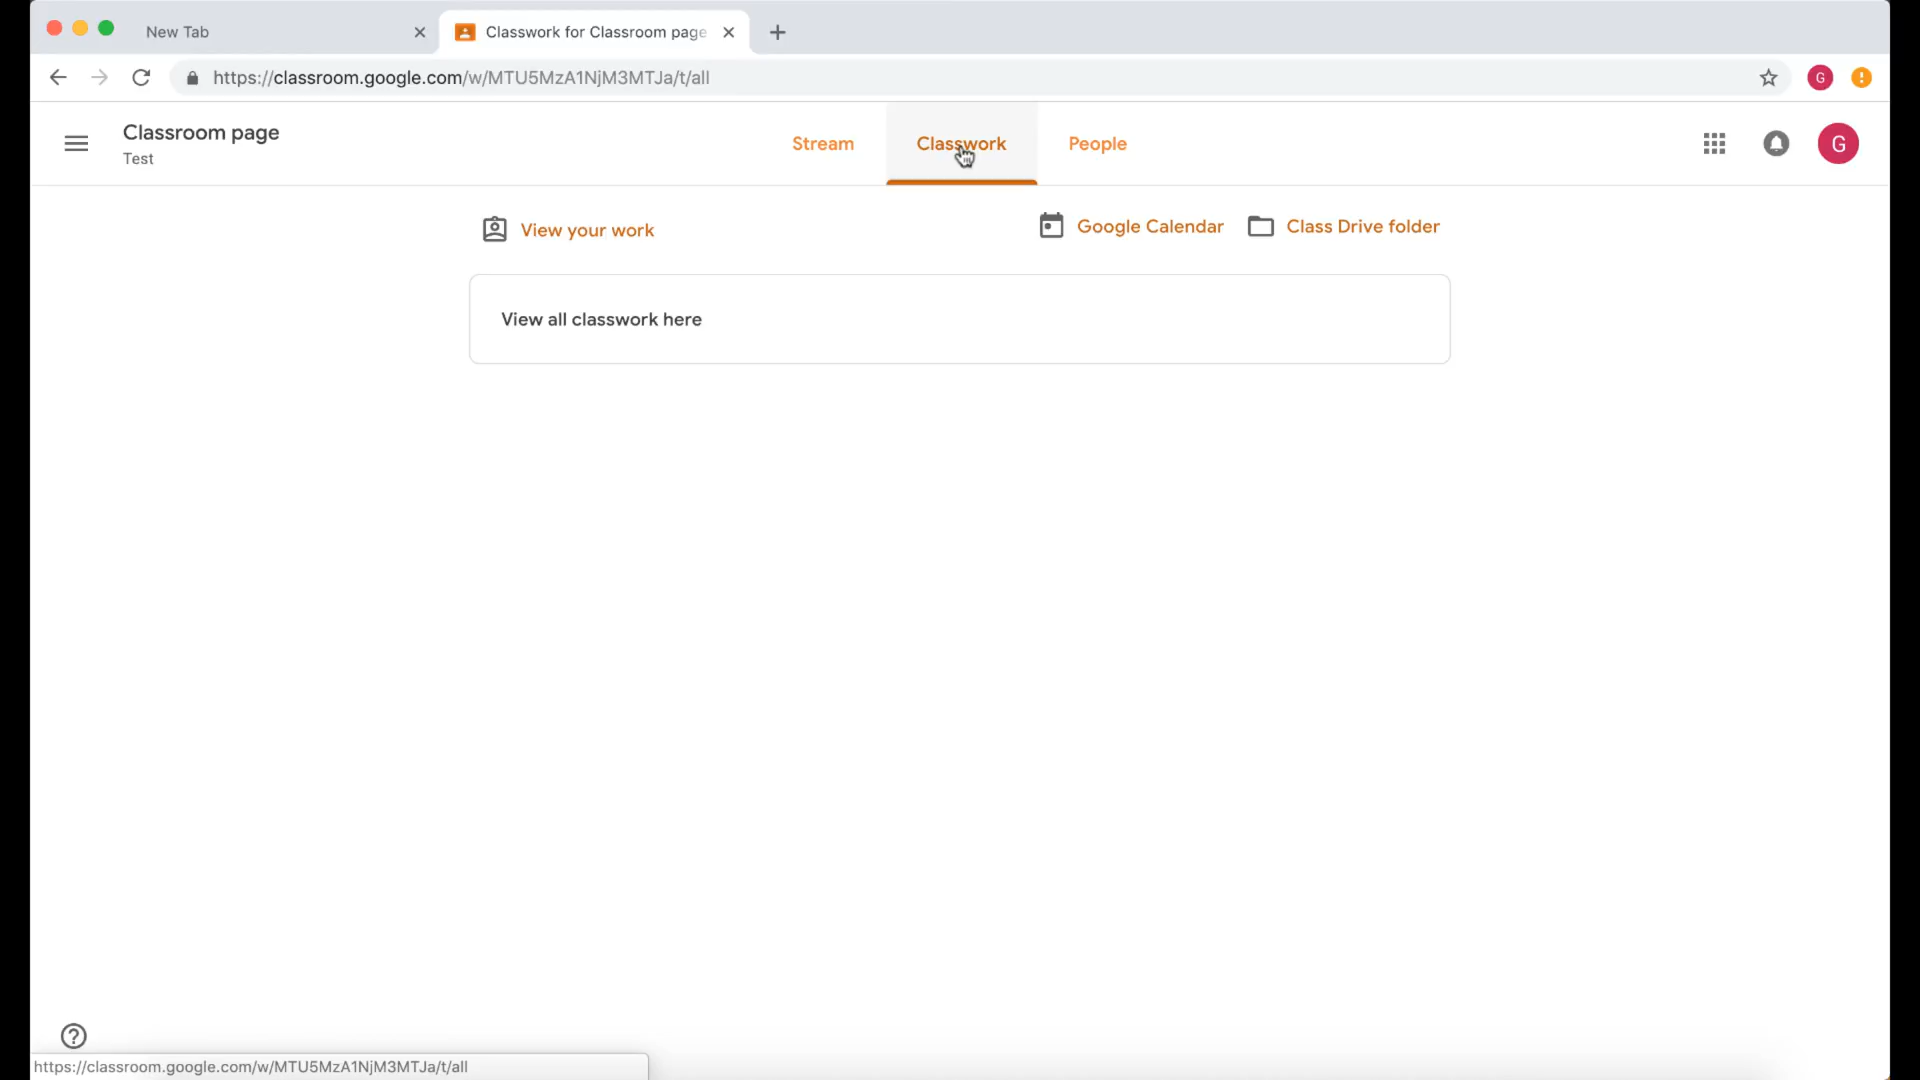 New Tab
Classwork for Classroom page
https://classroom.google.com/w/MTU5MzA1NjM3MTJa/t/all
G
Classroom page
Test
Stream
Classwork
People
G
View your work
Google Calendar
Class Drive folder
View all classwork here
https://classroom.google.com/w/MTU5MzA1NjM3MTJa/t/all